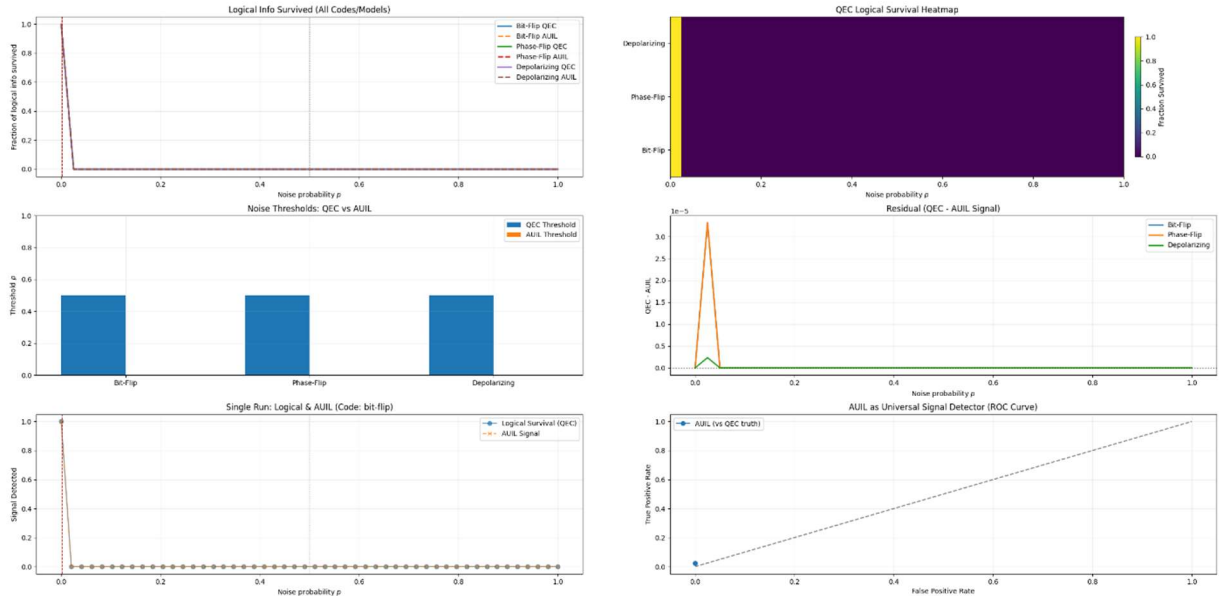 Logical Info Survived (All Codes/Models)
Fraction of logical info survived
1.0
0.8
0.6
0.4
0.2
0.0
Bit-Flip QEC
Bit-Flip AUIL
Phase-Flip QEC
Phase-Flip AUIL
Depolarizing QEC
Depolarizing AUIL
0.0 0.2 0.4 0.6 0.8 1.0
Noise probability p
QEC Logical Survival Heatmap
Depolarizing
Phase-Flip
Bit-Flip
0.0 0.2 0.4 0.6 0.8 1.0
Noise probability p
1.0
0.8
0.6
0.4
0.2
0.0
Fraction Survived
Noise Thresholds: QEC vs AUIL
Threshold p
1.0
0.8
0.6
0.4
0.2
0.0
QEC Threshold
AUIL Threshold
Bit-Flip Phase-Flip Depolarizing
Residual (QEC - AUIL Signal)
1e-5
QEC - AUIL
3.5
3.0
2.5
2.0
1.5
1.0
0.5
0.0
Bit-Flip
Phase-Flip
Depolarizing
0.0 0.2 0.4 0.6 0.8 1.0
Noise probability p
Single Run: Logical & AUIL (Code: bit-flip)
Signal Detected
1.0
0.8
0.6
0.4
0.2
0.0
Logical Survival (QEC)
AUIL Signal
0.0 0.2 0.4 0.6 0.8 1.0
Noise probability p
AUIL as Universal Signal Detector (ROC Curve)
True Positive Rate
1.0
0.8
0.6
0.4
0.2
0.0
AUIL (vs QEC truth)
0.0 0.2 0.4 0.6 0.8 1.0
False Positive Rate